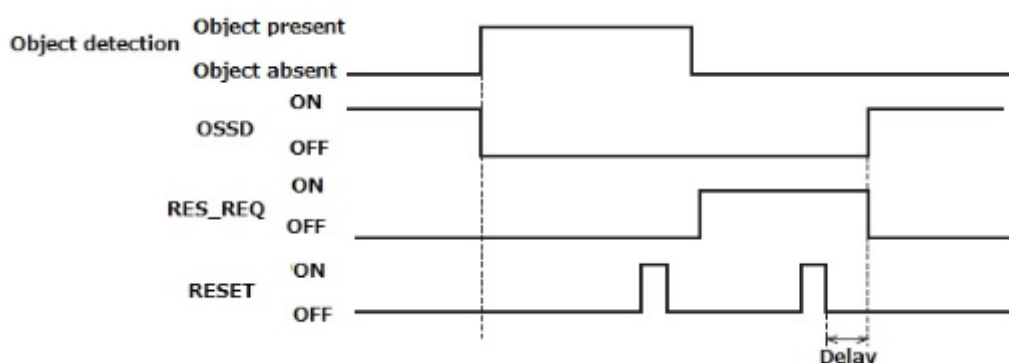 Object detection
Object present
Object absent
ON
OSSD
OFF
ON
RES_REQ
OFF
ON
RESET
OFF
Delay